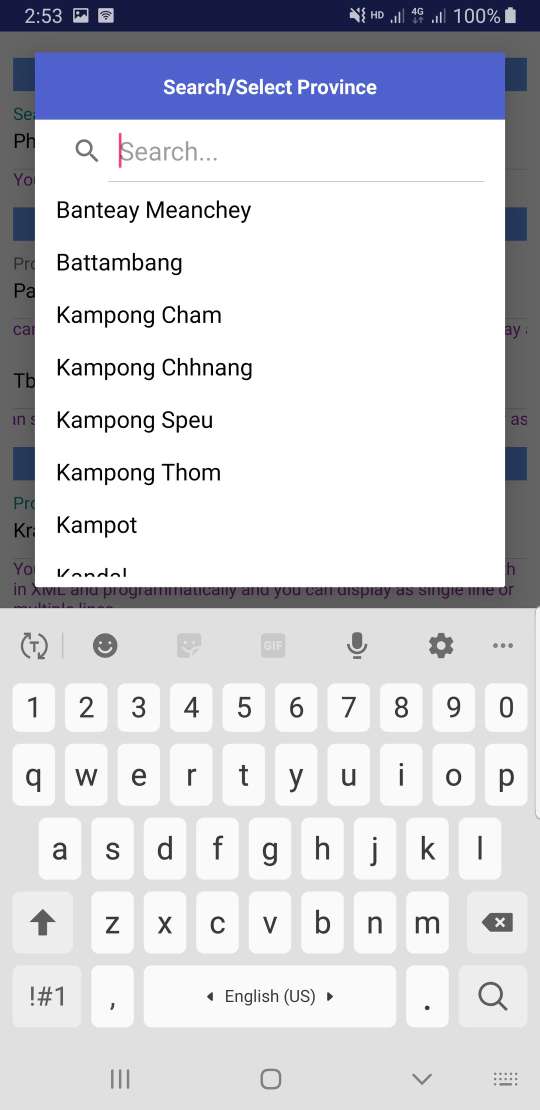 2:53 HD 4G 100%
Search/Select Province
Search...
Banteay Meanchey
Battambang
Kampong Cham
Kampong Chhnang
Kampong Speu
Kampong Thom
Kampot
Kandal
in XML and programmatically and you can display as single line or
multiple lines
T GIF
1 2 3 4 5 6 7 8 9 0
q w e r t y u i o p
a s d f g h j k l
z x c v b n m
!#1 , English (US) .